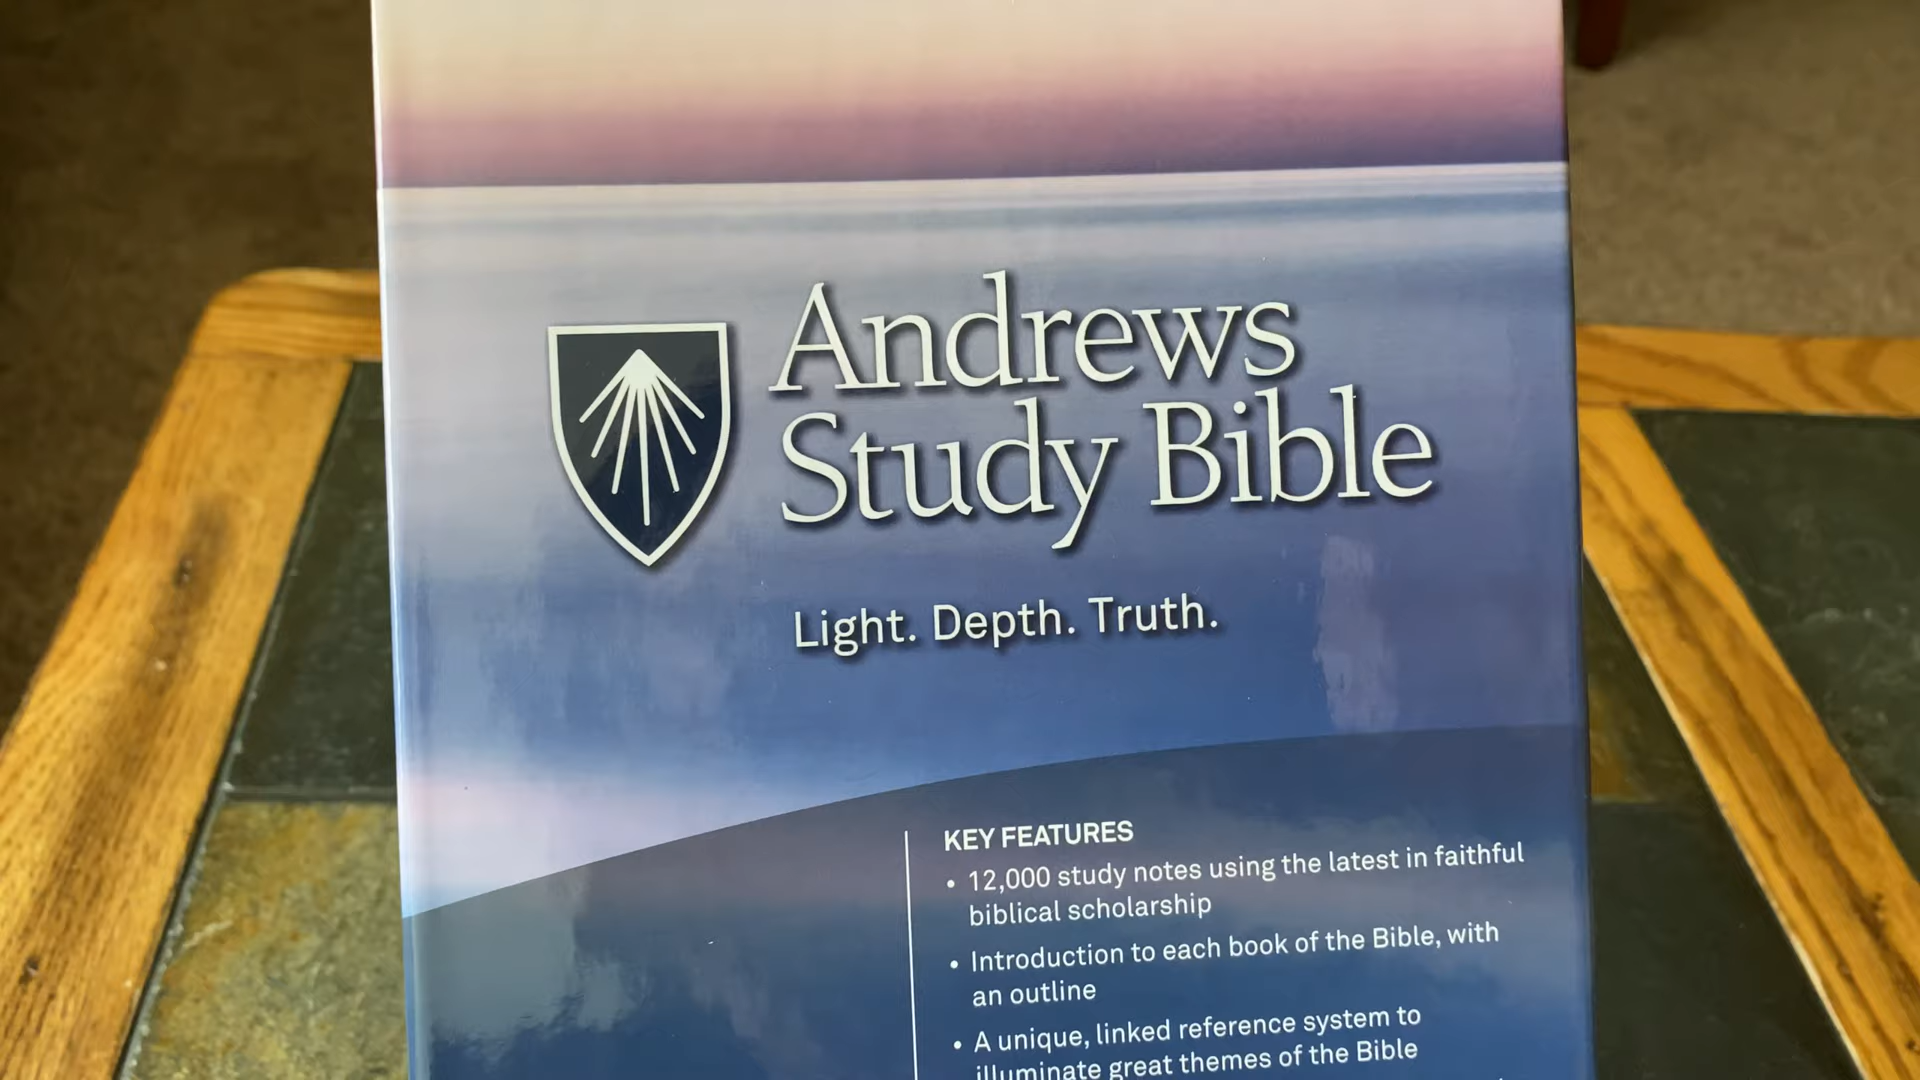 Andrews
Study Bible
Light. Depth. Truth.
KEY FEATURES
• 12,000 study notes using the latest in faithful
biblical scholarship
• Introduction to each book of the Bible, with
an outline
• A unique, linked reference system to
illuminate great themes of the Bible